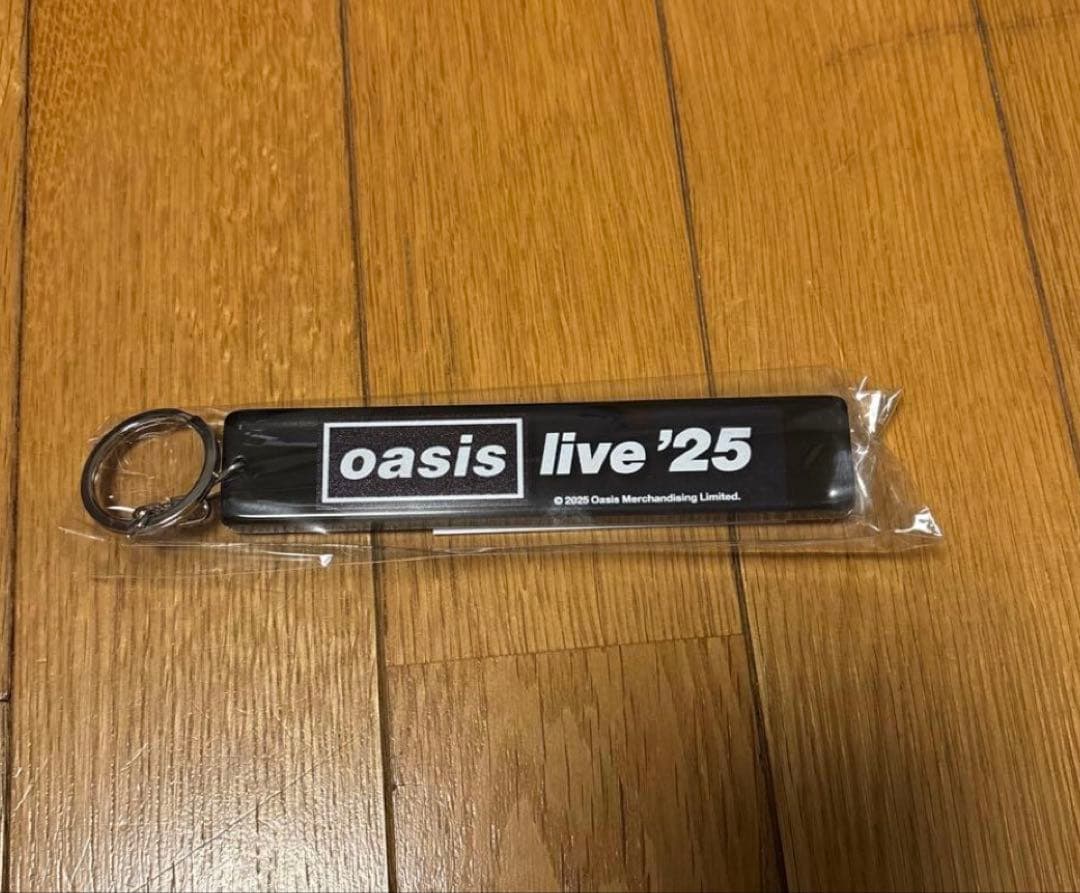 oasis live ’25
© 2025 Oasis Merchandising Limited.